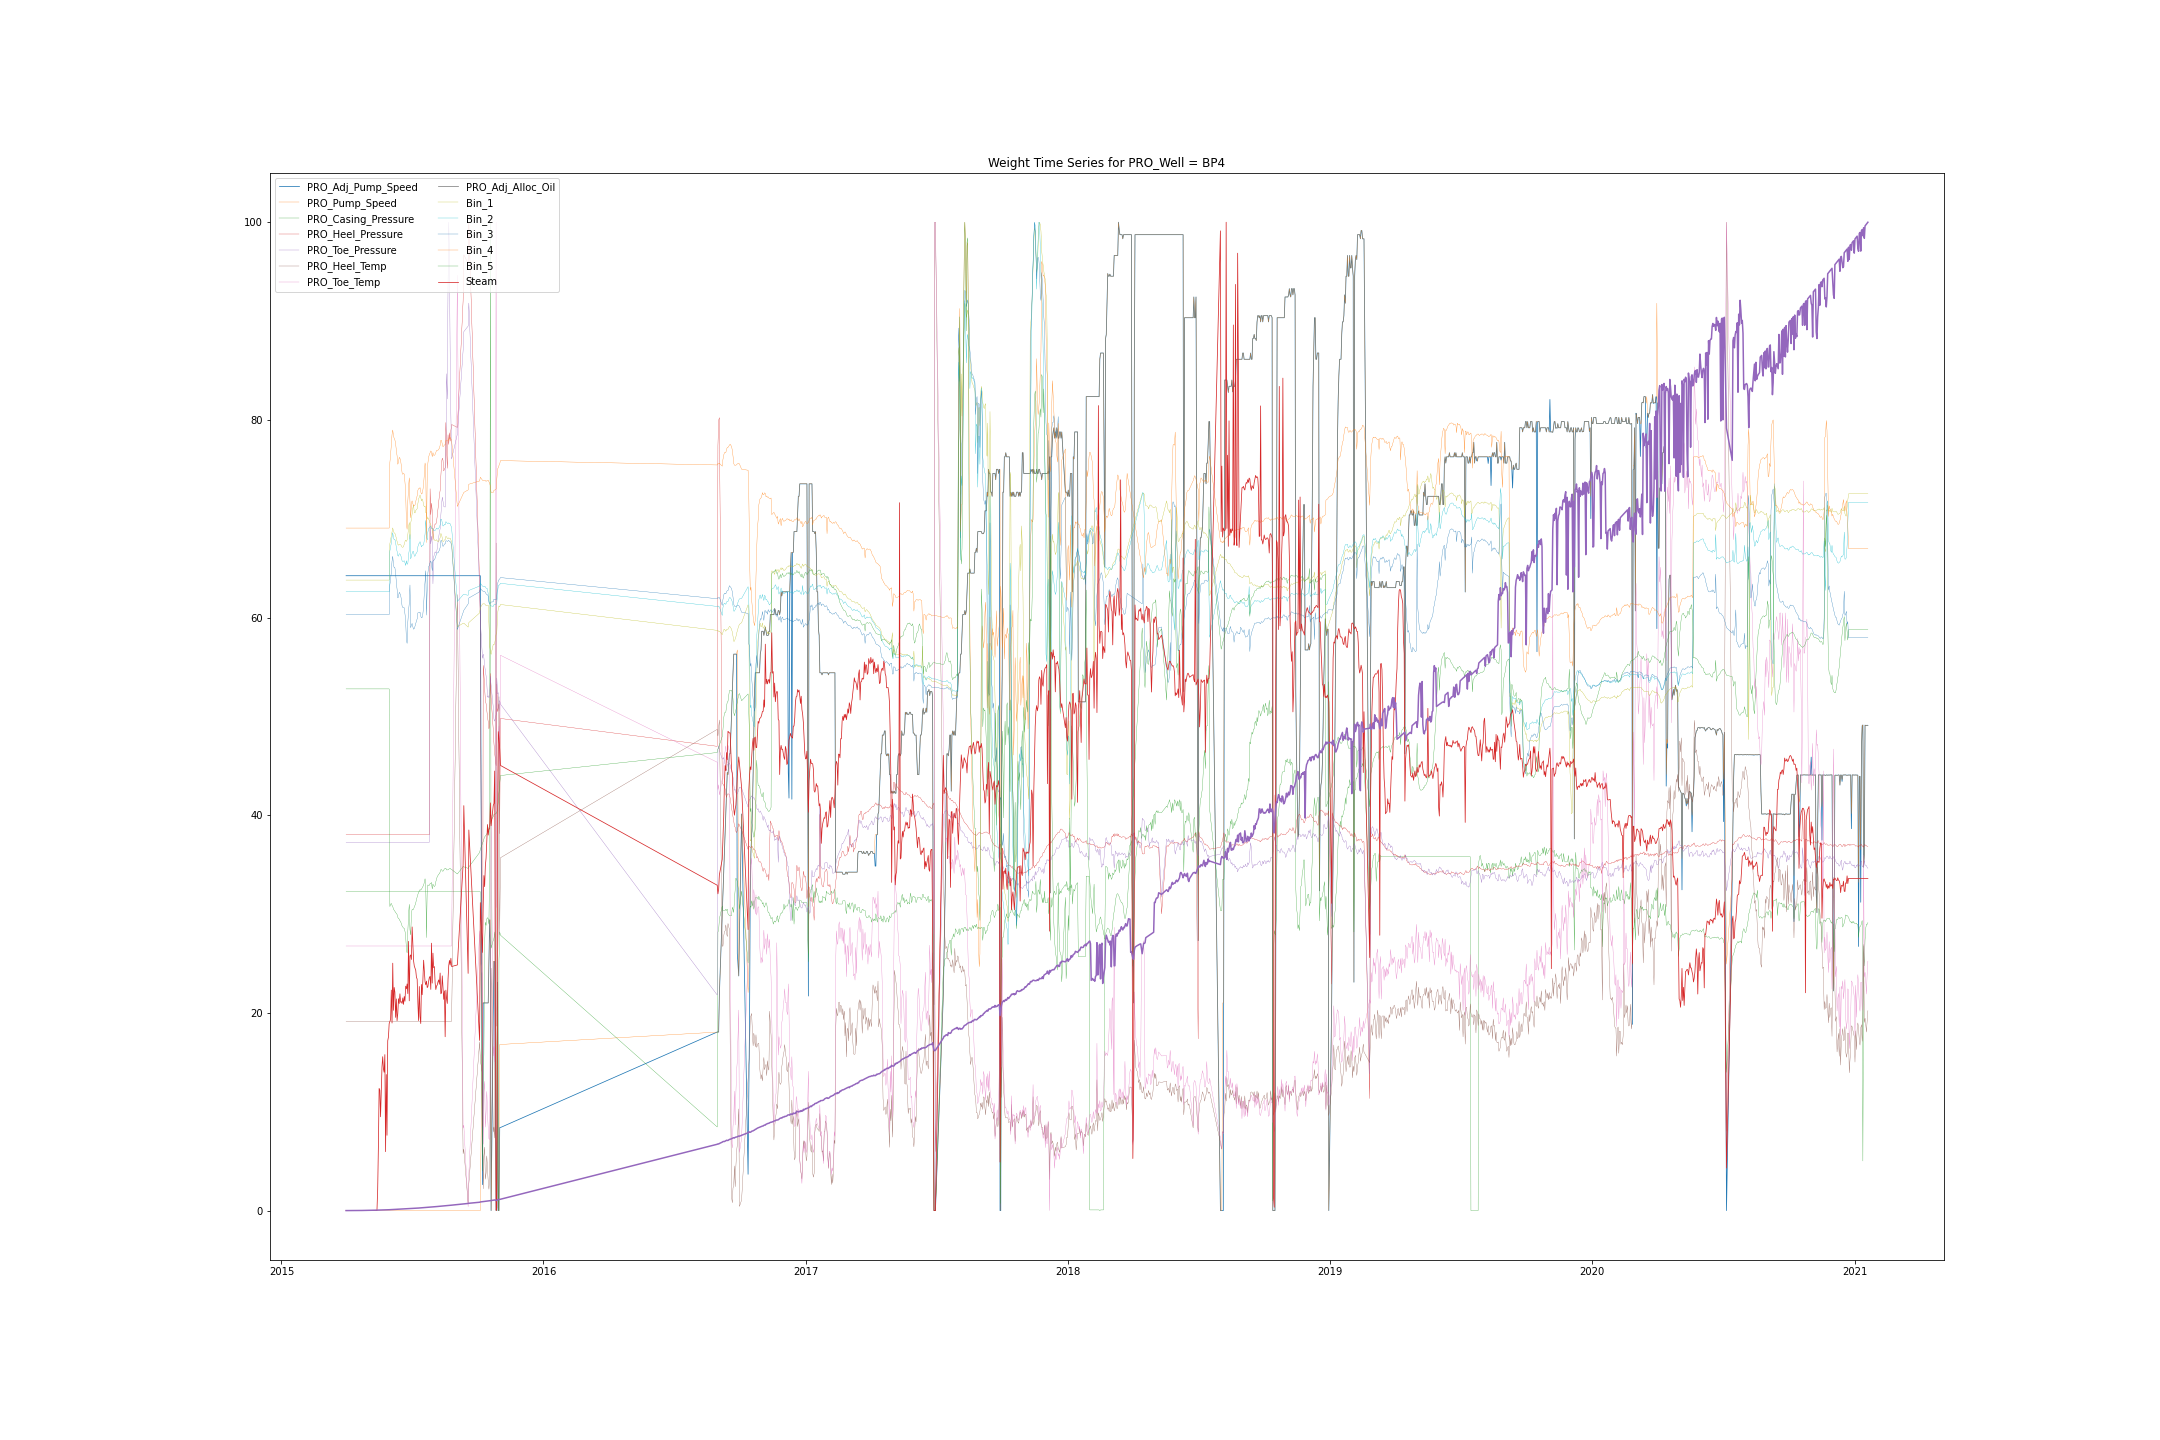 Weight Time Series for PRO_Well = BP4
PRO_Adj_Pump_Speed
PRO_Pump_Speed
PRO_Casing_Pressure
PRO_Heel_Pressure
PRO_Toe_Pressure
PRO_Heel_Temp
PRO_Toe_Temp
PRO_Adj_Alloc_Oil
Bin_1
Bin_2
Bin_3
Bin_4
Bin_5
Steam
100
80
60
40
20
0
2015 2016 2017 2018 2019 2020 2021